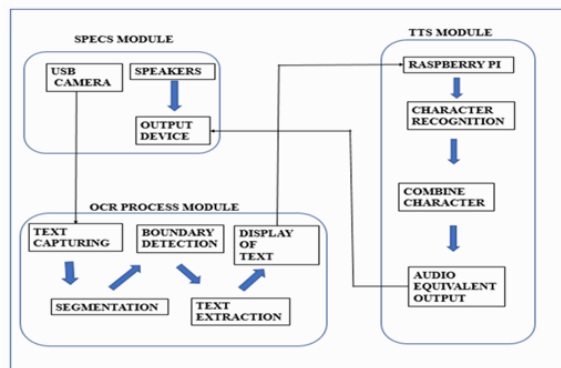 SPECS MODULE
USB
CAMERA
SPEAKERS
OUTPUT
DEVICE
OCR PROCESS MODULE
TEXT
CAPTURING
BOUNDARY
DETECTION
DISPLAY
OF
TEXT
SEGMENTATION
TEXT
EXTRACTION
TTS MODULE
RASPBERRY PI
CHARACTER
RECOGNITION
COMBINE
CHARACTER
AUDIO
EQUIVALENT
OUTPUT